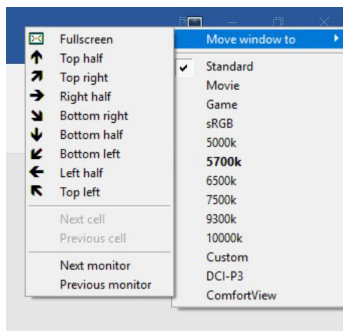 Fullscreen
Top half
Top right
Right half
Bottom right
Bottom half
Bottom left
Left half
Top left
Next cell
Previous cell
Next monitor
Previous monitor
Move window to
Standard
Movie
Game
sRGB
5000k
5700k
6500k
7500k
9300k
10000k
Custom
DCI-P3
ComfortView